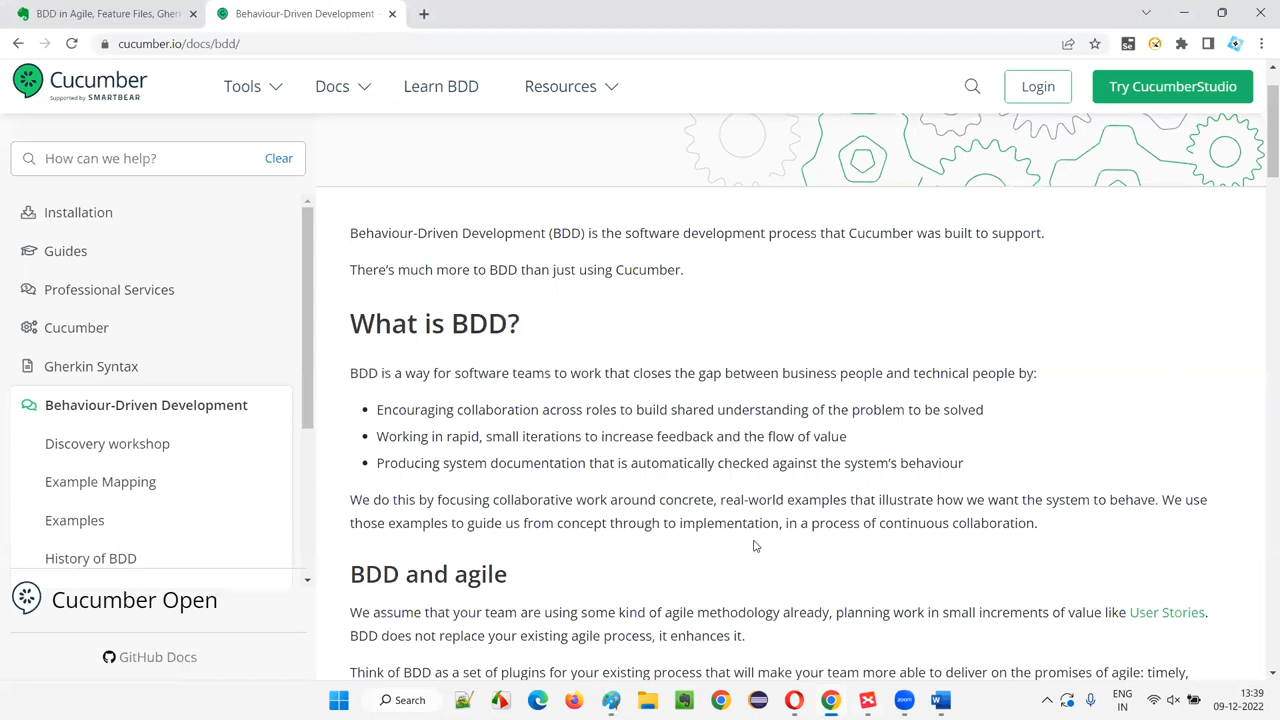 BDD in Agile, Feature Files, Gherk
Behaviour-Driven Development -
cucumber.io/docs/bdd/
Cucumber
Supported by SMARTBEAR
Tools
Docs
Learn BDD
Resources
Login
Try CucumberStudio
How can we help?
Clear
Installation
Guides
Professional Services
Cucumber
Gherkin Syntax
Behaviour-Driven Development
Discovery workshop
Example Mapping
Examples
History of BDD
Cucumber Open
GitHub Docs
Behaviour-Driven Development (BDD) is the software development process that Cucumber was built to support.
There's much more to BDD than just using Cucumber.
What is BDD?
BDD is a way for software teams to work that closes the gap between business people and technical people by:
• Encouraging collaboration across roles to build shared understanding of the problem to be solved
• Working in rapid, small iterations to increase feedback and the flow of value
• Producing system documentation that is automatically checked against the system's behaviour
We do this by focusing collaborative work around concrete, real-world examples that illustrate how we want the system to behave. We use
those examples to guide us from concept through to implementation, in a process of continuous collaboration.
BDD and agile
We assume that your team are using some kind of agile methodology already, planning work in small increments of value like User Stories.
BDD does not replace your existing agile process, it enhances it.
Think of BDD as a set of plugins for your existing process that will make your team more able to deliver on the promises of agile: timely,
Search
ENG
IN
13:39
09-12-2022